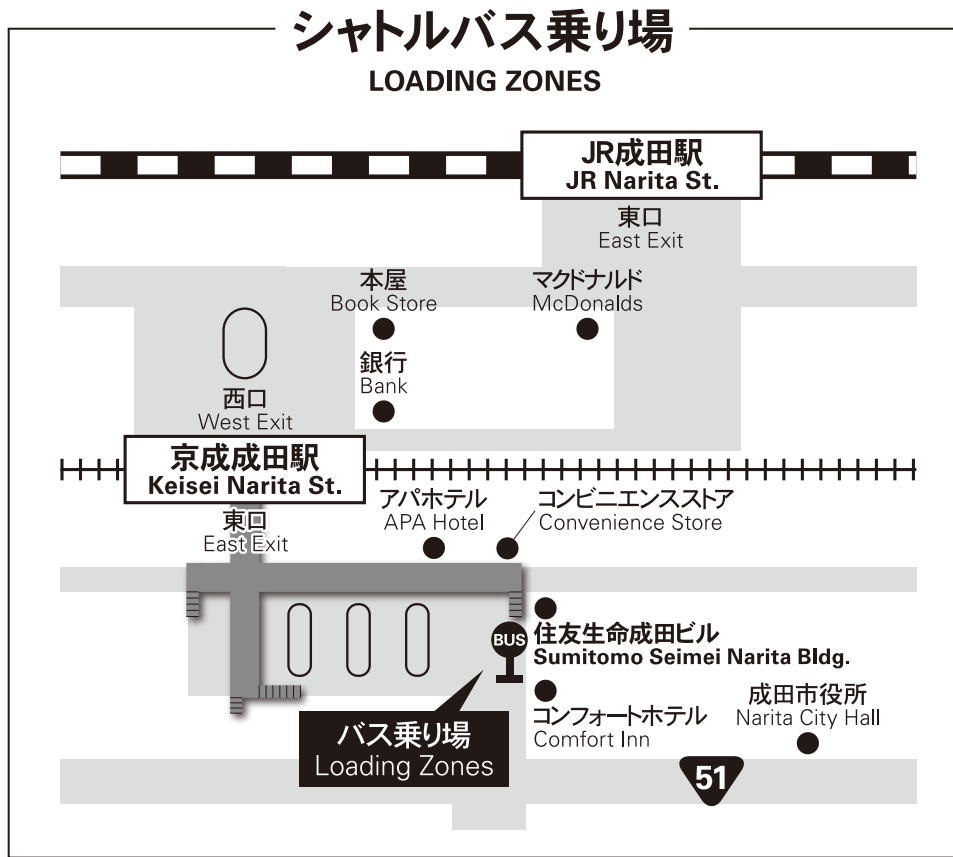 シャトルバス乗り場
LOADING ZONES
JR成田駅
JR Narita St.
東口
East Exit
本屋
Book Store
マクドナルド
McDonalds
銀行
Bank
西口
West Exit
京成成田駅
Keisei Narita St.
東口
East Exit
アパホテル
APA Hotel
コンビニエンスストア
Convenience Store
BUS
住友生命成田ビル
Sumitomo Seimei Narita Bldg.
コンフォートホテル
Comfort Inn
成田市役所
Narita City Hall
バス乗り場
Loading Zones
51